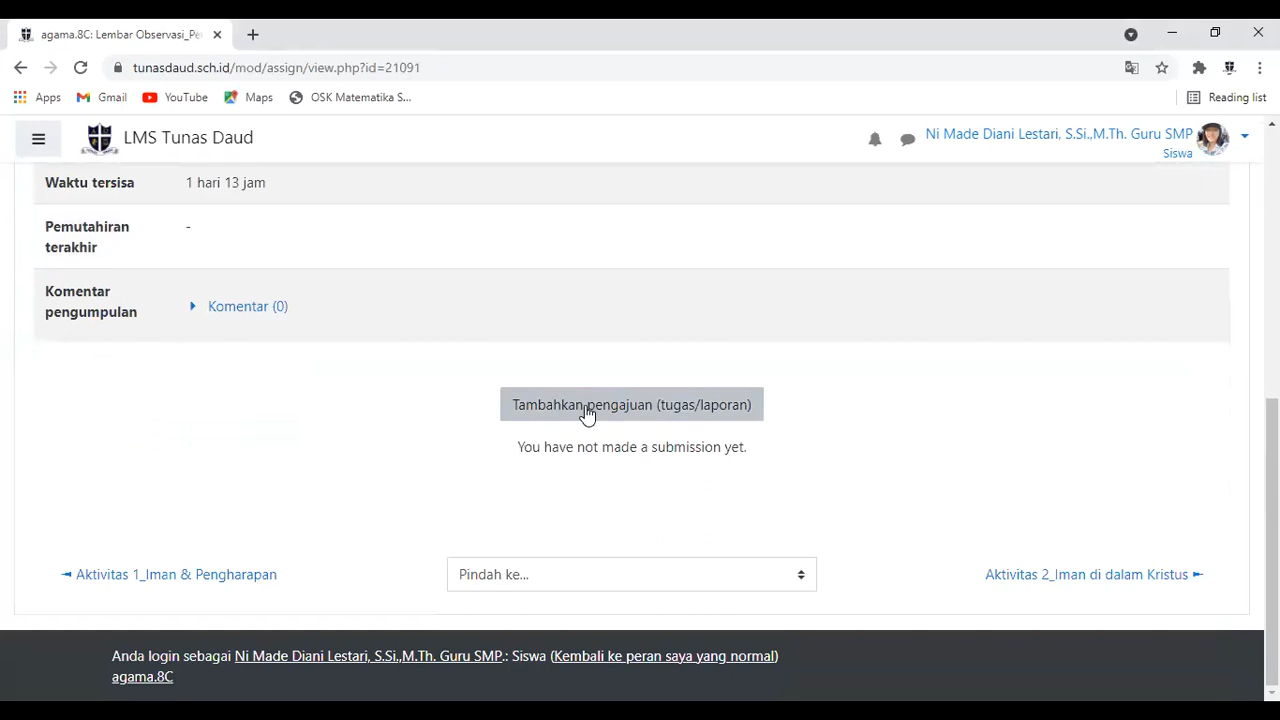 agama.8C: Lembar Observasi_Pe
tunasdaud.sch.id/mod/assign/view.php?id=21091
Apps Gmail YouTube Maps OSK Matematika S... Reading list
LMS Tunas Daud
Ni Made Diani Lestari, S.Si.,M.Th. Guru SMP
Siswa
Waktu tersisa 1 hari 13 jam
Pemutahiran terakhir -
Komentar pengumpulan Komentar (0)
Tambahkan pengajuan (tugas/laporan)
You have not made a submission yet.
◄ Aktivitas 1_Iman & Pengharapan Pindah ke... Aktivitas 2_Iman di dalam Kristus ►
Anda login sebagai Ni Made Diani Lestari, S.Si.,M.Th. Guru SMP.: Siswa (Kembali ke peran saya yang normal)
agama.8C